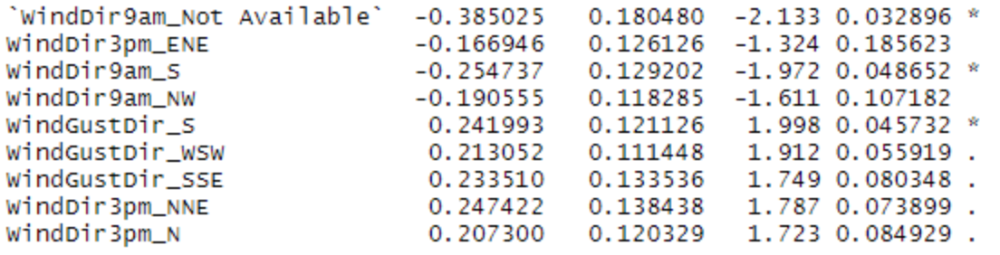 `WindDir9am_Not Available` -0.385025 0.180480 -2.133 0.032896 *
WindDir3pm_ENE -0.166946 0.126126 -1.324 0.185623
WindDir9am_S -0.254737 0.129202 -1.972 0.048652 *
WindDir9am_NW -0.190555 0.118285 -1.611 0.107182
WindGustDir_S 0.241993 0.121126 1.998 0.045732 *
WindGustDir_WSW 0.213052 0.111448 1.912 0.055919 .
WindGustDir_SSE 0.233510 0.133536 1.749 0.080348 .
WindDir3pm_NNE 0.247422 0.138438 1.787 0.073899 .
WindDir3pm_N 0.207300 0.120329 1.723 0.084929 .